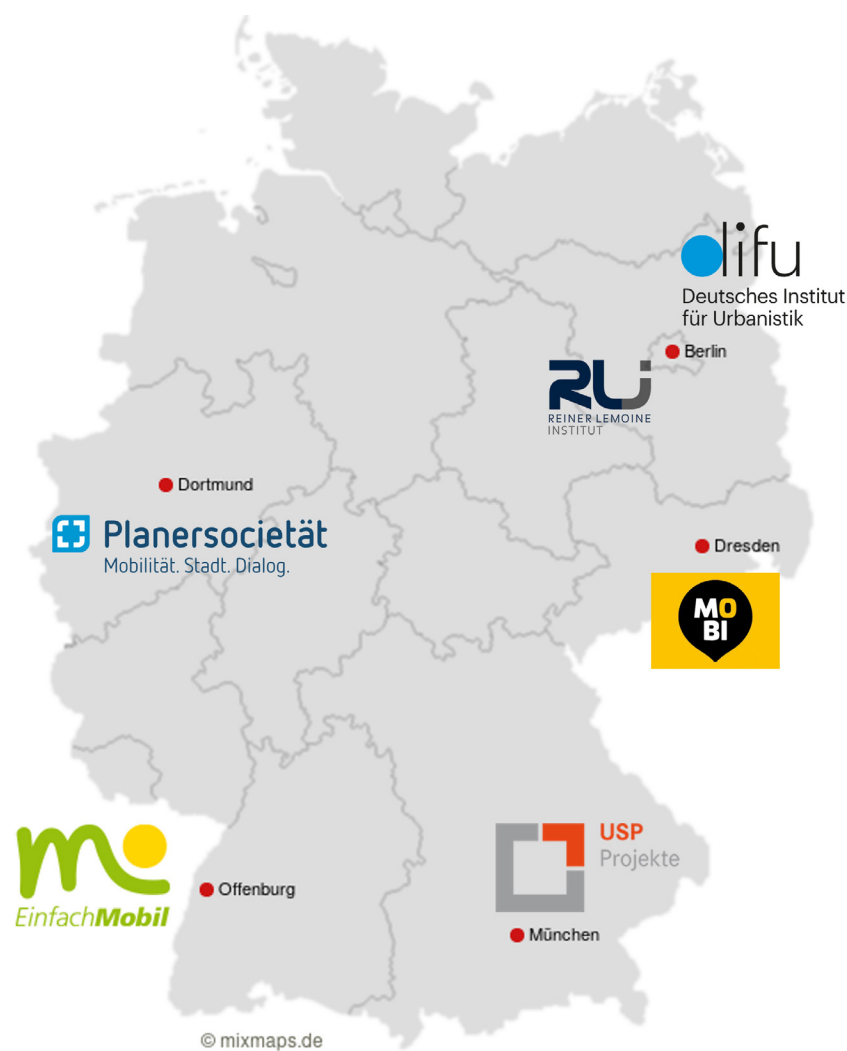 difu
Deutsches Institut
für Urbanistik
Berlin
RLI
REINER LEMOINE
INSTITUT
Dortmund
Planersocietät
Mobilität. Stadt. Dialog.
Dresden
MO
BI
mo
EinfachMobil
Offenburg
USP
Projekte
München
© mixmaps.de